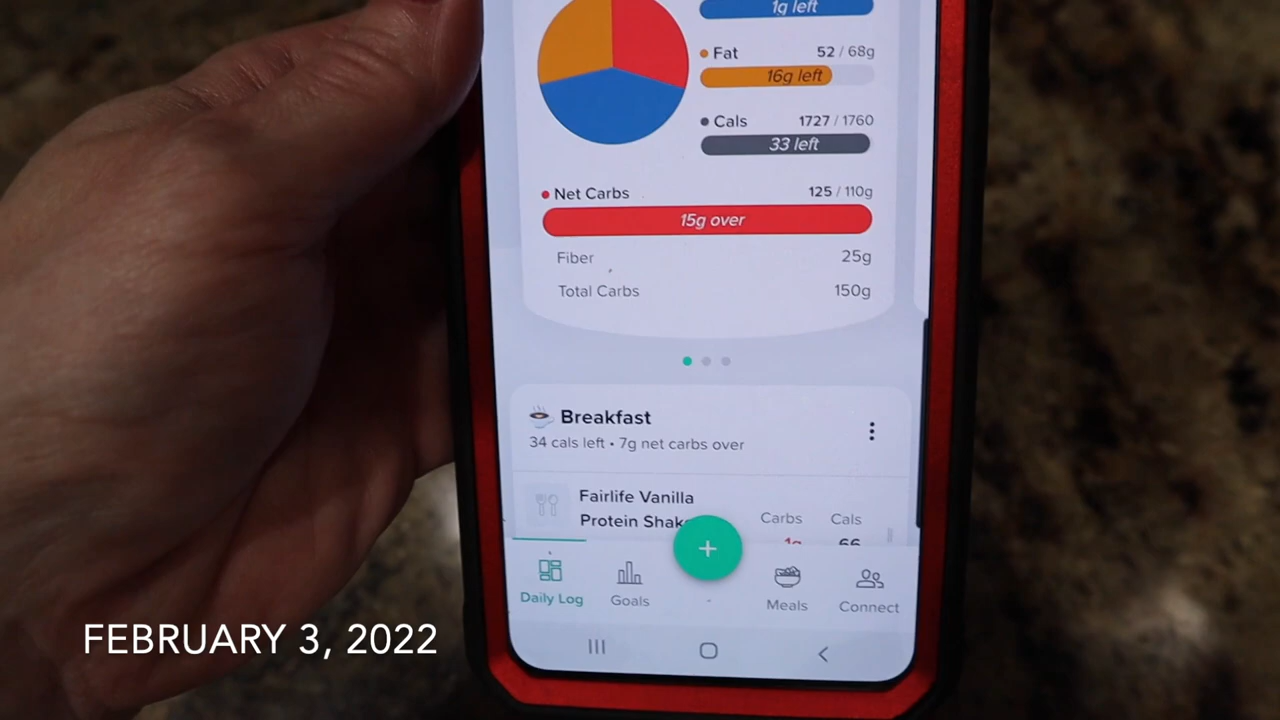 1g left
Fat 52 / 68g
16g left
Cals 1727 / 1760
33 left
Net Carbs 125 / 110g
15g over
Fiber 25g
Total Carbs 150g
Breakfast
34 cals left • 7g net carbs over
Fairlife Vanilla
Protein Shak
Carbs Cals
1g 66
+
Daily Log Goals Meals Connect
FEBRUARY 3, 2022